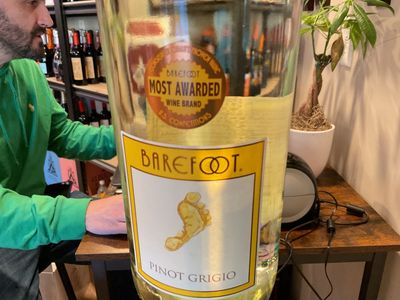 BAREFOOT
MOST AWARDED
WINE BRAND
BAREFOOT
PINOT GRIGIO